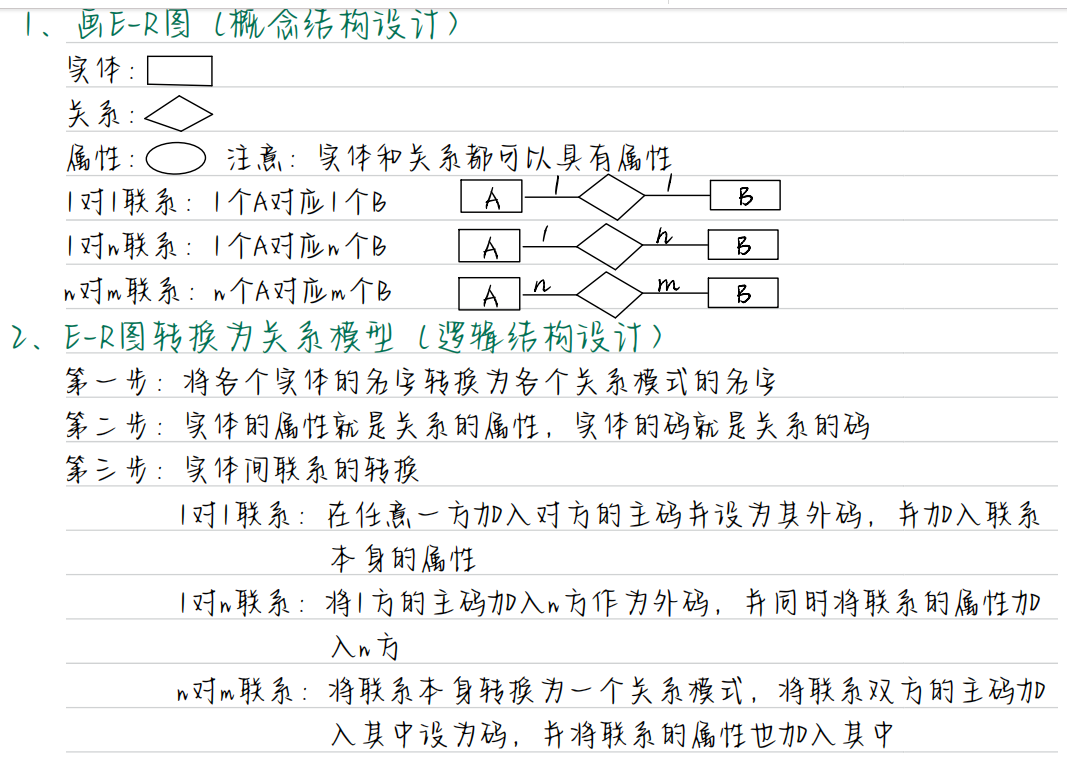 1、画E-R图（概念结构设计）
实体：
关系：
属性： 注意：实体和关系都可以具有属性
1对1联系：1个A对应1个B A 1 1 B
1对n联系：1个A对应n个B A 1 n B
n对m联系：n个A对应m个B A n m B
2、E-R图转换为关系模型（逻辑结构设计）
第一步：将各个实体的名字转换为各个关系模式的名字
第二步：实体的属性就是关系的属性，实体的码就是关系的码
第三步：实体间联系的转换
1对1联系：在任意一方加入对方的主码并设为其外码，并加入联系
本身的属性
1对n联系：将1方的主码加入n方作为外码，并同时将联系的属性加
入n方
n对m联系：将联系本身转换为一个关系模式，将联系双方的主码加
入其中设为码，并将联系的属性也加入其中